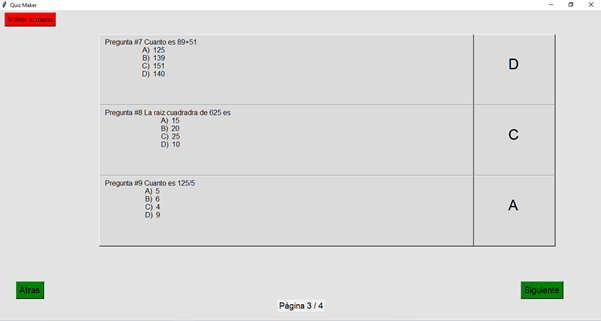 Quiz Maker
Volver al menu
Pregunta #7 Cuanto es 89+51
A) 125
B) 139
C) 151
D) 140
D
Pregunta #8 La raiz cuadradra de 625 es
A) 15
B) 20
C) 25
D) 10
C
Pregunta #9 Cuanto es 125/5
A) 5
B) 6
C) 4
D) 9
A
Atras
Siguiente
Página 3 / 4